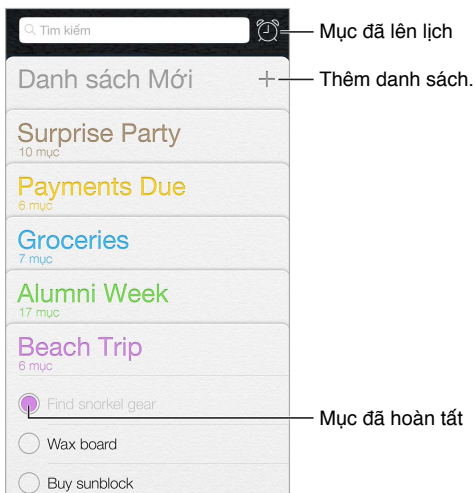 Tìm kiếm
Mục đã lên lịch
Danh sách Mới
Thêm danh sách.
Surprise Party
10 mục
Payments Due
6 mục
Groceries
7 mục
Alumni Week
17 mục
Beach Trip
6 mục
Find snorkel gear
Mục đã hoàn tất
Wax board
Buy sunblock